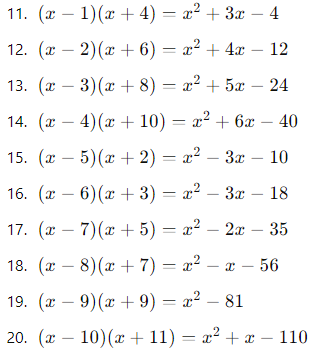 11. (x − 1)(x + 4) = x² + 3x − 4
12. (x − 2)(x + 6) = x² + 4x − 12
13. (x − 3)(x + 8) = x² + 5x − 24
14. (x − 4)(x + 10) = x² + 6x − 40
15. (x − 5)(x + 2) = x² − 3x − 10
16. (x − 6)(x + 3) = x² − 3x − 18
17. (x − 7)(x + 5) = x² − 2x − 35
18. (x − 8)(x + 7) = x² − x − 56
19. (x − 9)(x + 9) = x² − 81
20. (x − 10)(x + 11) = x² + x − 110